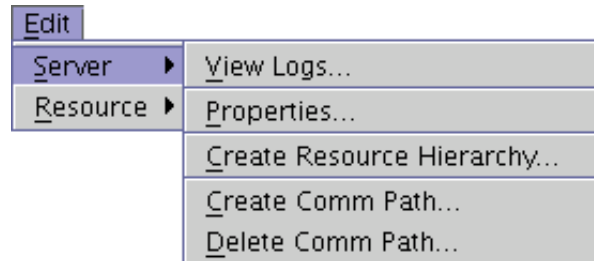 Edit
Server
View Logs...
Resource
Properties...
Create Resource Hierarchy...
Create Comm Path...
Delete Comm Path...